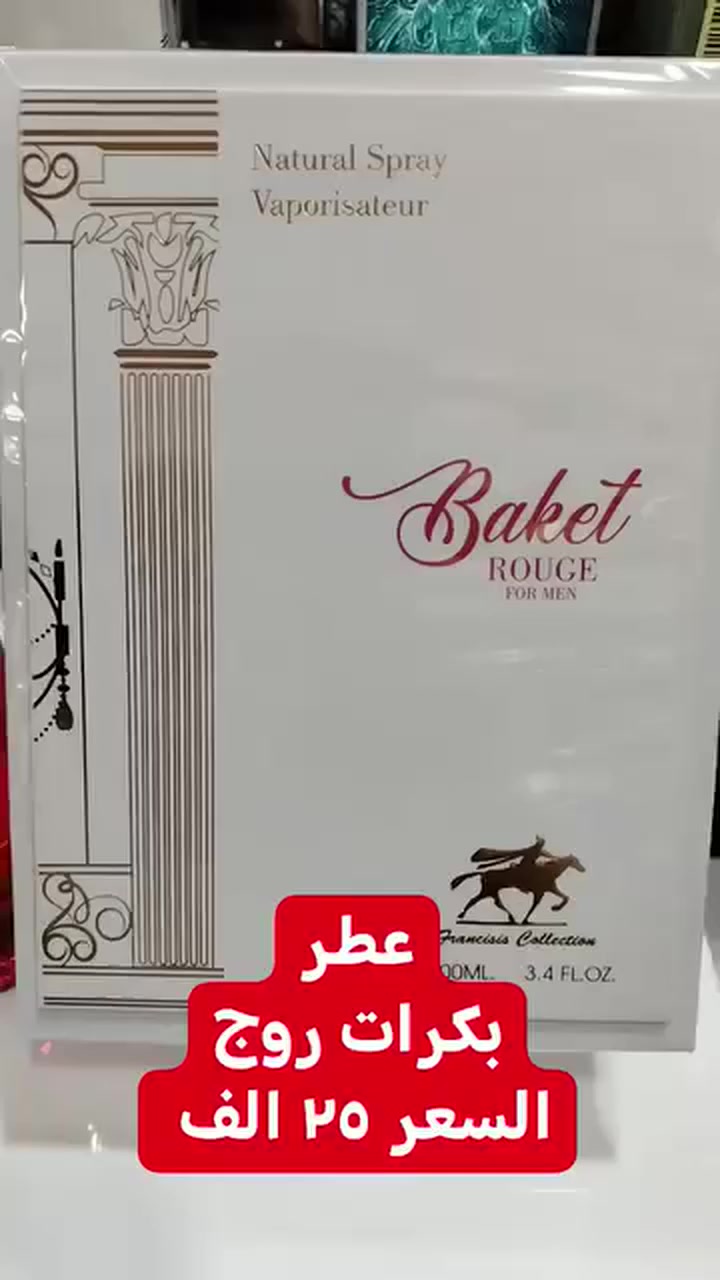 Natural Spray
Vaporisateur
Baket
ROUGE
FOR MEN
Francisis Collection
00ML. 3.4 FL.OZ.
عطر
بكرات روج
السعر ٢٥ الف